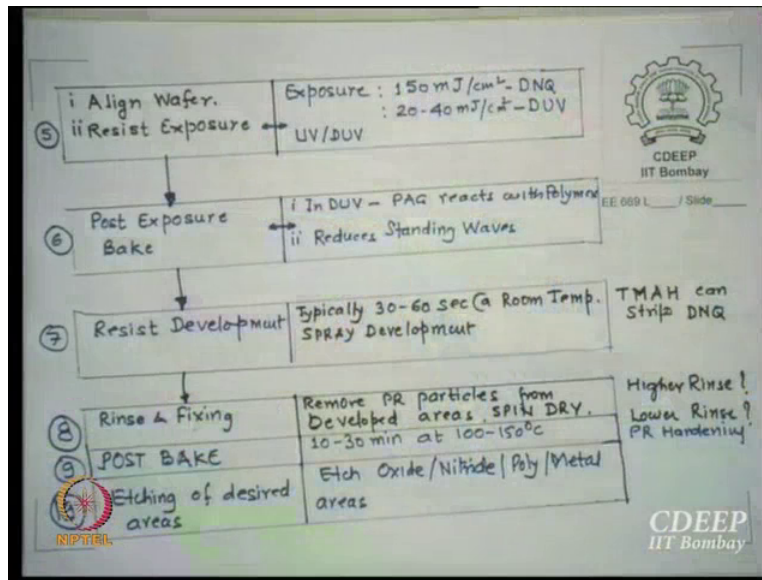 ⑤
i Align Wafer.
ii Resist Exposure
Exposure : 150 mJ/cm² - DNQ
: 20-40 mJ/cm² - DUV
UV/DUV
CDEEP
IIT Bombay
EE 669 L____ / Slide____
⑥
Post Exposure
Bake
i In DUV - PAG reacts with Polymer
ii Reduces Standing Waves
⑦
Resist Development
Typically 30-60 sec @ Room Temp.
SPRAY Development
TMAH can
Strip DNQ
⑧
Rinse & Fixing
Remove PR particles from
Developed areas. SPIN DRY.
Higher Rinse?
Lower Rinse?
PR Hardening
⑨
POST BAKE
10-30 min at 100-150°C
Etching of desired
areas
Etch Oxide/Nitride/Poly/Metal
areas
NPTEL
CDEEP
IIT Bombay